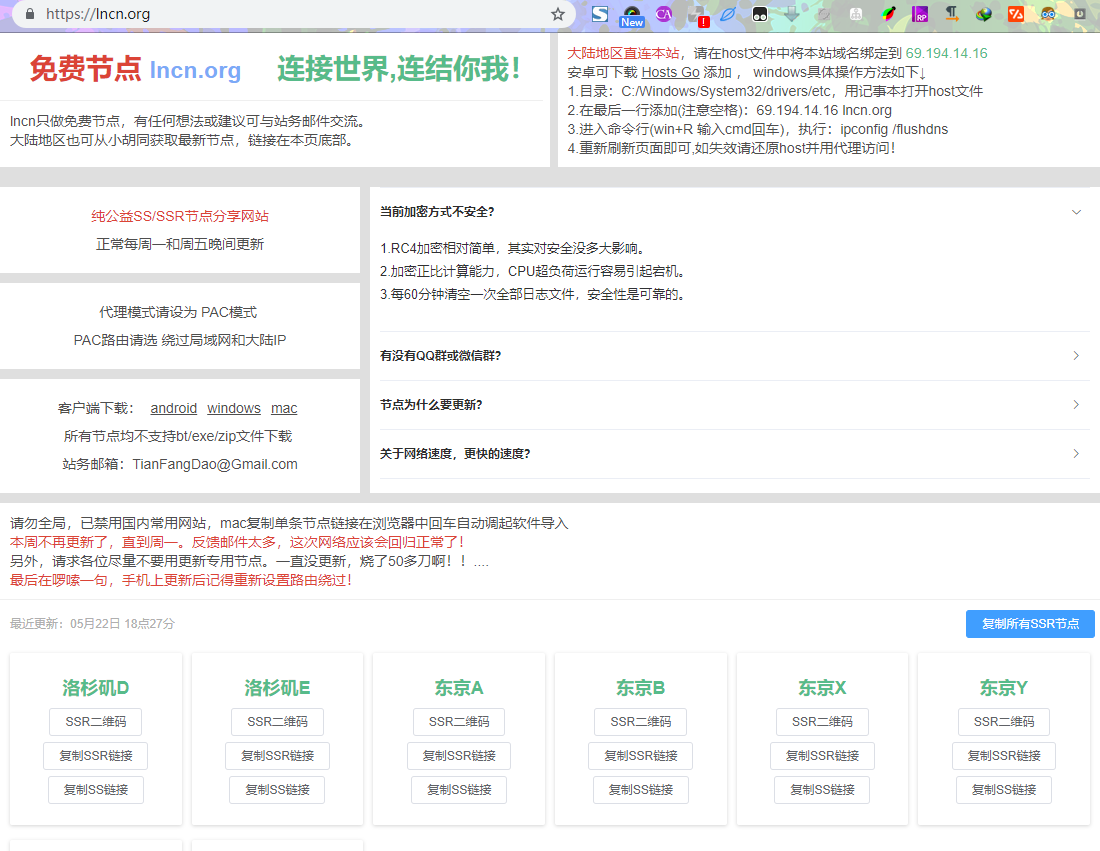 https://lncn.org
New
CA
RP
免费节点 lncn.org 连接世界,连结你我!
lncn只做免费节点，有任何想法或建议可与站务邮件交流。
大陆地区也可从小胡同获取最新节点，链接在本页底部。
大陆地区直连本站，请在host文件中将本站域名绑定到 69.194.14.16
安卓可下载 Hosts Go 添加 ， windows具体操作方法如下↓
1.目录：C:/Windows/System32/drivers/etc，用记事本打开host文件
2.在最后一行添加(注意空格)：69.194.14.16 lncn.org
3.进入命令行(win+R 输入cmd回车)，执行：ipconfig /flushdns
4.重新刷新页面即可,如失效请还原host并用代理访问！
纯公益SS/SSR节点分享网站
正常每周一和周五晚间更新
代理模式请设为 PAC模式
PAC路由请选 绕过局域网和大陆IP
客户端下载： android windows mac
所有节点均不支持bt/exe/zip文件下载
站务邮箱：TianFangDao@Gmail.com
当前加密方式不安全?
1.RC4加密相对简单，其实对安全没多大影响。
2.加密正比计算能力，CPU超负荷运行容易引起宕机。
3.每60分钟清空一次全部日志文件，安全性是可靠的。
有没有QQ群或微信群?
节点为什么要更新?
关于网络速度，更快的速度?
请勿全局，已禁用国内常用网站，mac复制单条节点链接在浏览器中回车自动调起软件导入
本周不再更新了，直到周一。反馈邮件太多，这次网络应该会回归正常了！
另外，请求各位尽量不要用更新专用节点。一直没更新，烧了50多刀啊！！....
最后在啰嗦一句，手机上更新后记得重新设置路由绕过！
最近更新：05月22日 18点27分
复制所有SSR节点
洛杉矶D 洛杉矶E 东京A 东京B 东京X 东京Y
SSR二维码 SSR二维码 SSR二维码 SSR二维码 SSR二维码 SSR二维码
复制SSR链接 复制SSR链接 复制SSR链接 复制SSR链接 复制SSR链接 复制SSR链接
复制SS链接 复制SS链接 复制SS链接 复制SS链接 复制SS链接 复制SS链接